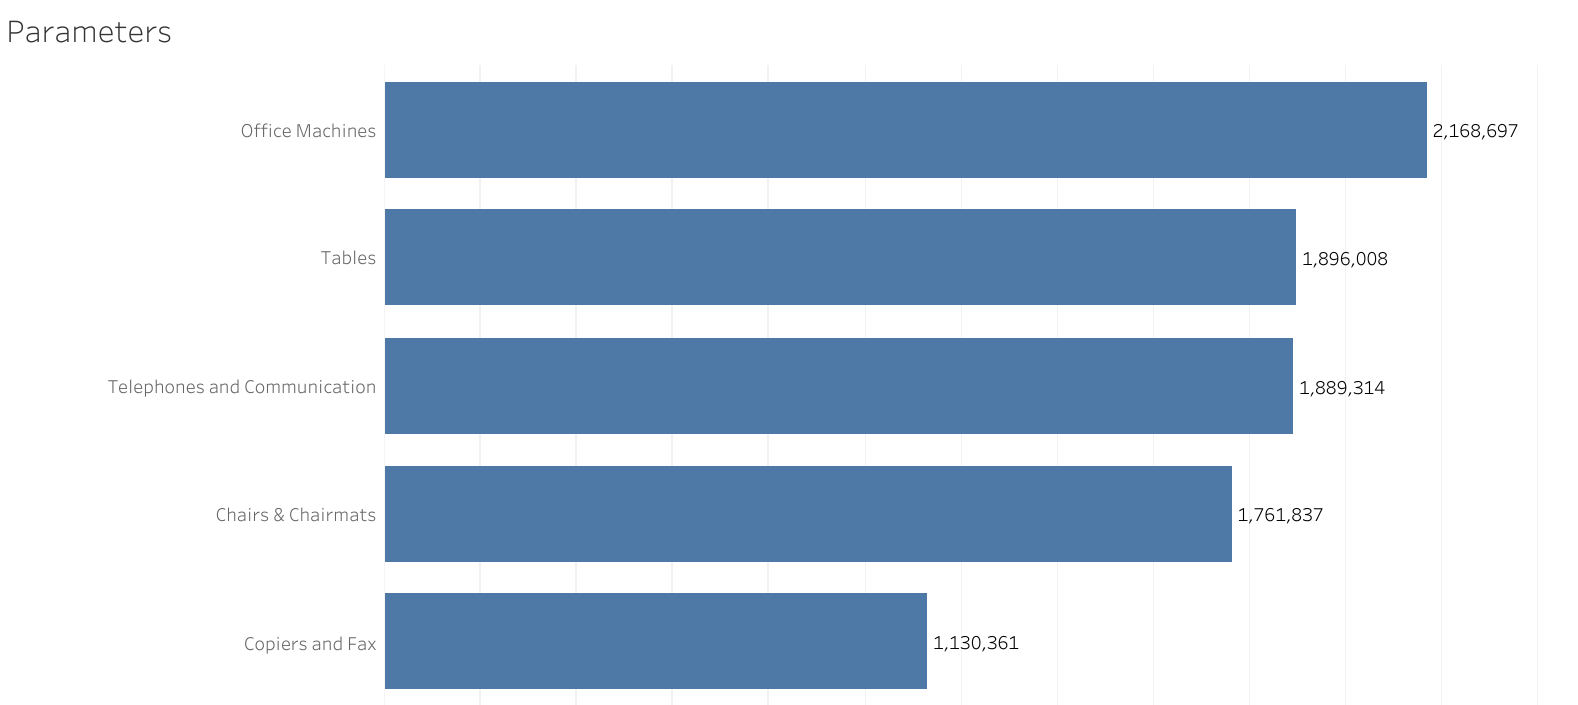 Parameters
Office Machines 2,168,697
Tables 1,896,008
Telephones and Communication 1,889,314
Chairs & Chairmats 1,761,837
Copiers and Fax 1,130,361